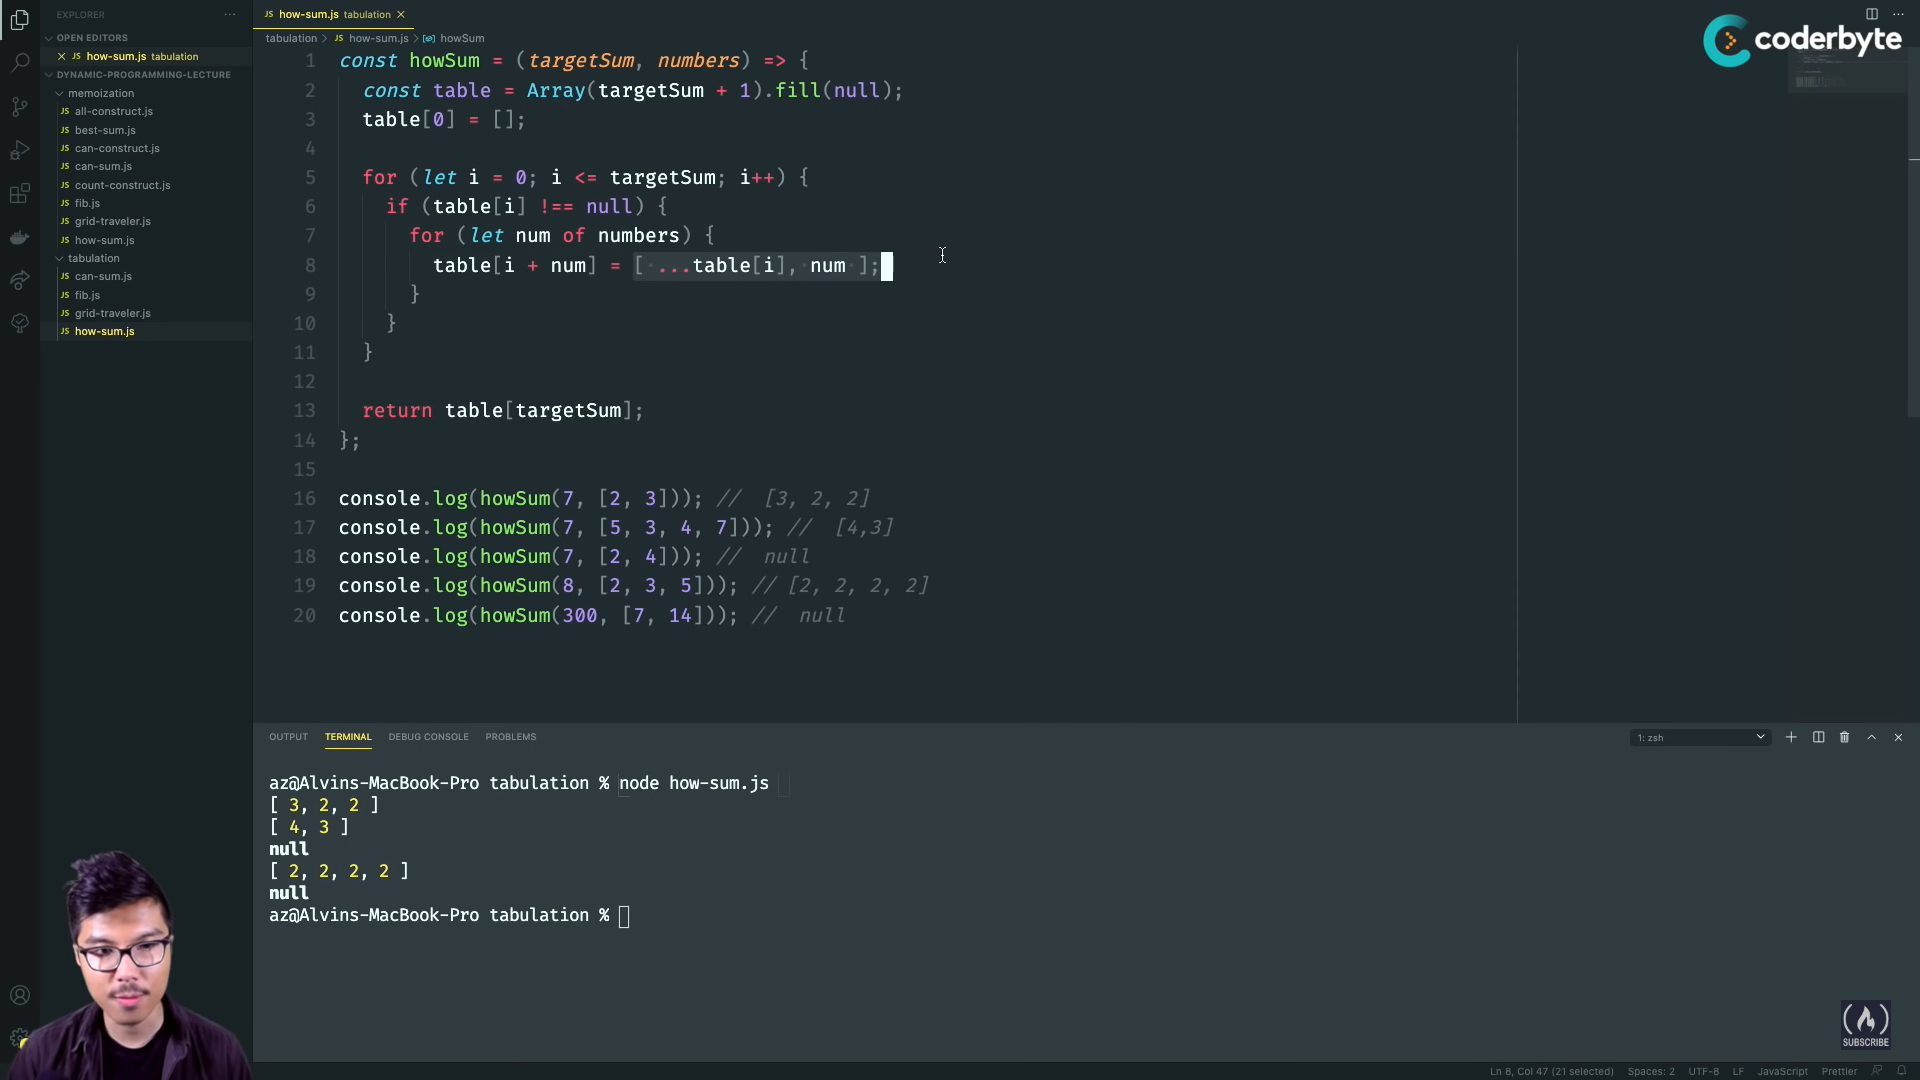 EXPLORER
OPEN EDITORS
JS how-sum.js tabulation
DYNAMIC-PROGRAMMING-LECTURE
memoization
JS all-construct.js
JS best-sum.js
JS can-construct.js
JS can-sum.js
JS count-construct.js
JS fib.js
JS grid-traveler.js
JS how-sum.js
tabulation
JS can-sum.js
JS fib.js
JS grid-traveler.js
JS how-sum.js
JS how-sum.js tabulation
tabulation > JS how-sum.js > howSum
coderbyte
1 const howSum = (targetSum, numbers) => {
2 const table = Array(targetSum + 1).fill(null);
3 table[0] = [];
4
5 for (let i = 0; i <= targetSum; i++) {
6 if (table[i] !== null) {
7 for (let num of numbers) {
8 table[i + num] = [ ...table[i], num ];
9 }
10 }
11 }
12
13 return table[targetSum];
14 };
15
16 console.log(howSum(7, [2, 3])); // [3, 2, 2]
17 console.log(howSum(7, [5, 3, 4, 7])); // [4,3]
18 console.log(howSum(7, [2, 4])); // null
19 console.log(howSum(8, [2, 3, 5])); // [2, 2, 2, 2]
20 console.log(howSum(300, [7, 14])); // null
OUTPUT TERMINAL DEBUG CONSOLE PROBLEMS
1: zsh
az@Alvins-MacBook-Pro tabulation % node how-sum.js
[ 3, 2, 2 ]
[ 4, 3 ]
null
[ 2, 2, 2, 2 ]
null
az@Alvins-MacBook-Pro tabulation %
SUBSCRIBE
Ln 8, Col 47 (21 selected) Spaces: 2 UTF-8 LF JavaScript Prettier